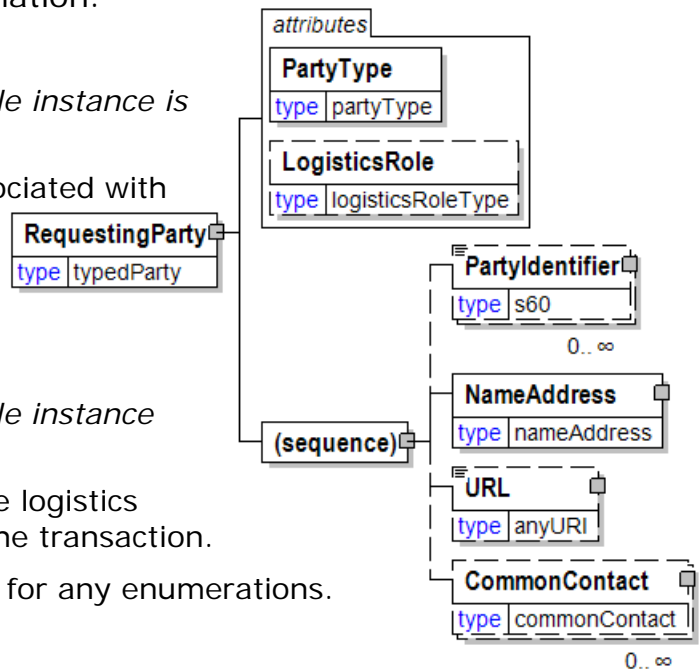 nation.
attributes
PartyType
type partyType
le instance is
LogisticsRole
type logisticsRoleType
ociated with
RequestingParty
type typedParty
PartyIdentifier
type s60
0.. ∞
le instance
NameAddress
type nameAddress
(sequence)
e logistics
URL
type anyURI
ne transaction.
for any enumerations.
CommonContact
type commonContact
0.. ∞